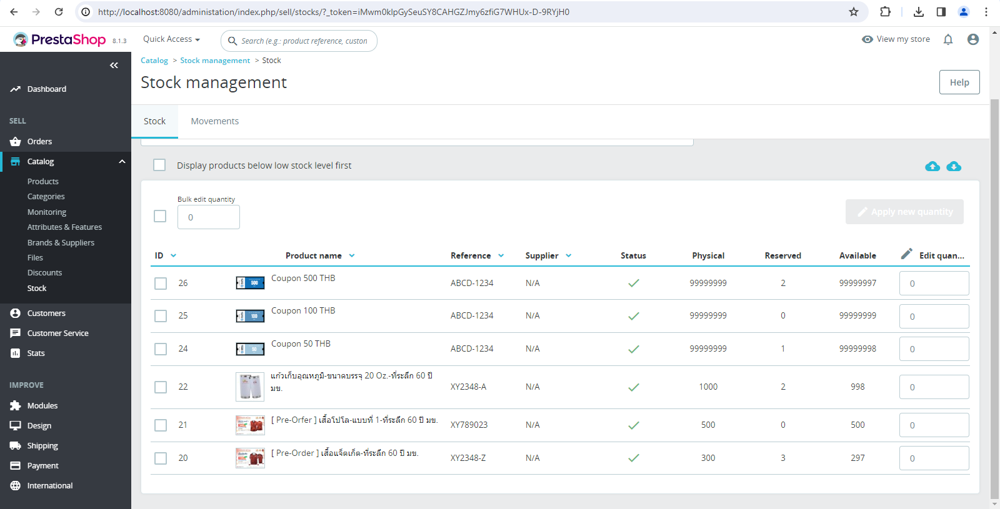 http://localhost:8080/administation/index.php/sell/stocks/?_token=iMwm0klpGySeuSY8CAHGZJmy6zfiG7WHUx-D-9RYjH0
PrestaShop 8.1.3
Quick Access
Search (e.g.: product reference, custon
View my store
Catalog > Stock management > Stock
Stock management
Help
Stock
Movements
Dashboard
SELL
Orders
Catalog
Products
Categories
Monitoring
Attributes & Features
Brands & Suppliers
Files
Discounts
Stock
Customers
Customer Service
Stats
IMPROVE
Modules
Design
Shipping
Payment
International
Display products below low stock level first
Bulk edit quantity
0
Apply new quantity
ID Product name Reference Supplier Status Physical Reserved Available Edit quan...
26 500 Coupon 500 THB ABCD-1234 N/A 99999999 2 99999997 0
25 100 Coupon 100 THB ABCD-1234 N/A 99999999 0 99999999 0
24 50 Coupon 50 THB ABCD-1234 N/A 99999999 1 99999998 0
22 แก้วเก็บอุณหภูมิ-ขนาดบรรจุ 20 Oz.-ที่ระลึก 60 ปี
มข. XY2348-A N/A 1000 2 998 0
21 [ Pre-Orfer ] เสื้อโปโล-แบบที่ 1-ที่ระลึก 60 ปี มข. XY789023 N/A 500 0 500 0
20 [ Pre-Order ] เสื้อแจ็ตเก็ต-ที่ระลึก 60 ปี มข. XY2348-Z N/A 300 3 297 0